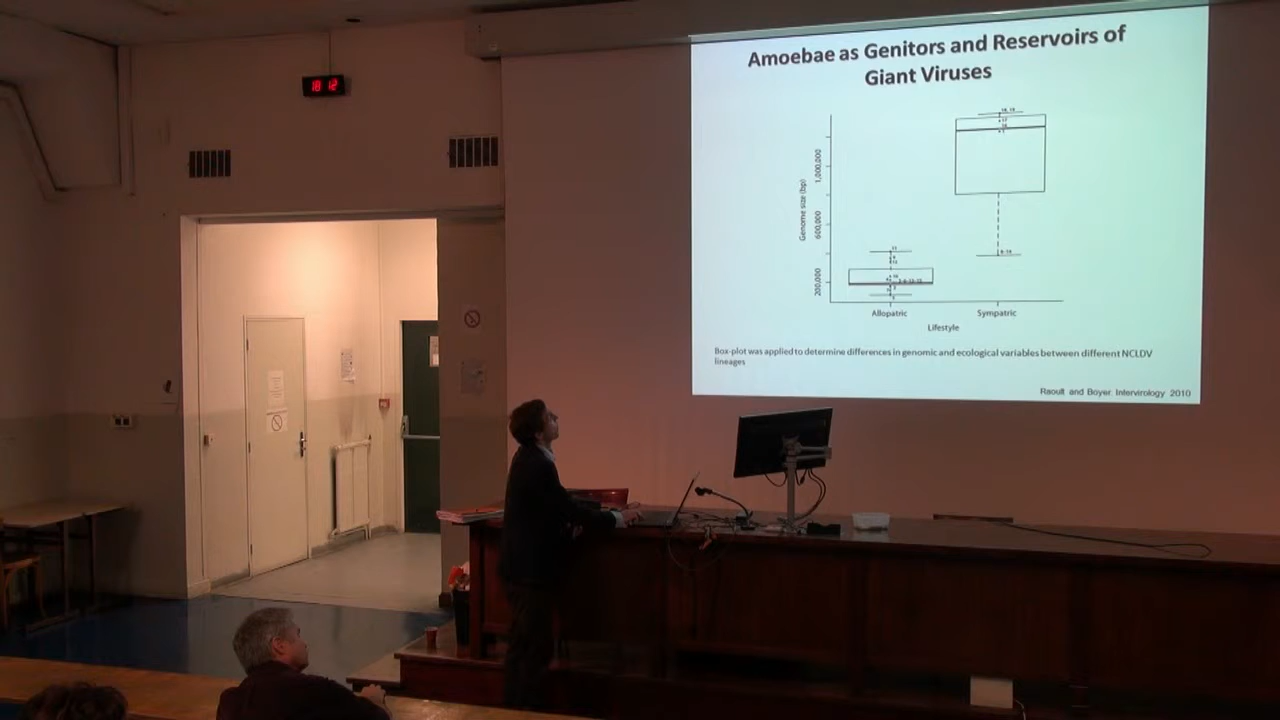 18 12
Amoebae as Genitors and Reservoirs of
Giant Viruses
Genome size (bp)
1,000,000
600,000
200,000
Allopatric
Sympatric
Lifestyle
Box-plot was applied to determine differences in genomic and ecological variables between different NCLDV
lineages
Raoult and Boyer. Intervirology 2010